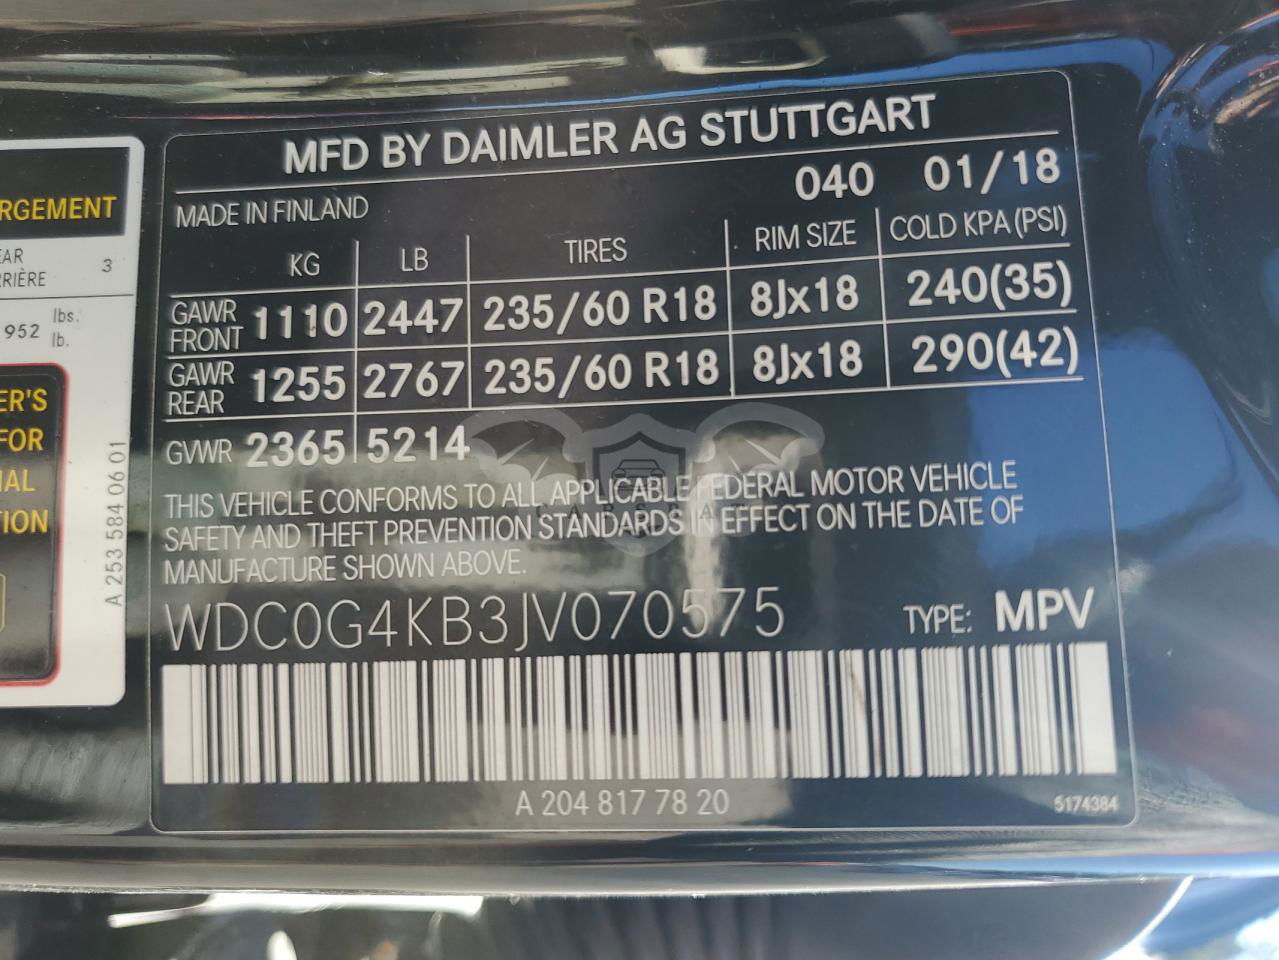 MFD BY DAIMLER AG STUTTGART
MADE IN FINLAND 040 01/18
KG LB TIRES RIM SIZE COLD KPA (PSI)
GAWR FRONT 1110 2447 235/60 R18 8Jx18 240(35)
GAWR REAR 1255 2767 235/60 R18 8Jx18 290(42)
GVWR 2365 5214
THIS VEHICLE CONFORMS TO ALL APPLICABLE FEDERAL MOTOR VEHICLE
SAFETY AND THEFT PREVENTION STANDARDS IN EFFECT ON THE DATE OF
MANUFACTURE SHOWN ABOVE.
WDC0G4KB3JV070575 TYPE: MPV
A 204 817 78 20 5174384
RGEMENT
EAR 3
RRIÈRE
952 lbs.
lb.
ER'S
FOR
IAL
TION
A 253 584 06 01